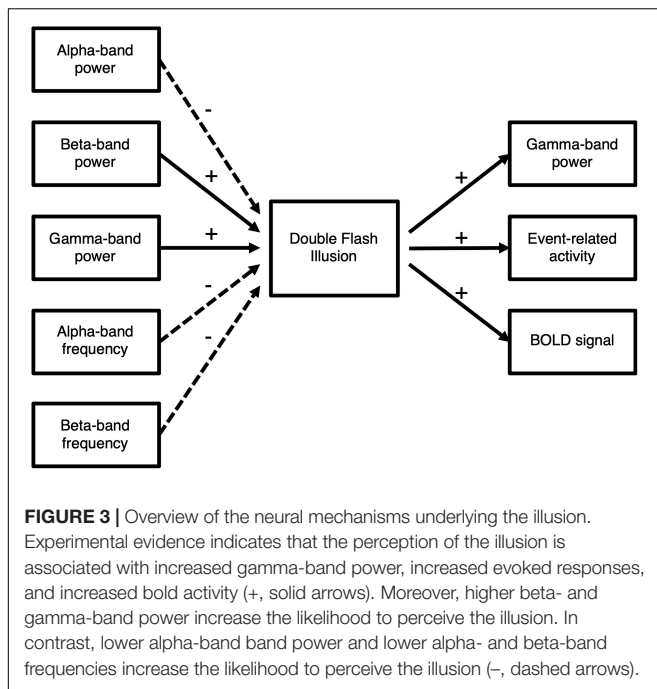 Alpha-band
power
-
Beta-band
power
+
Gamma-band
power
+
Alpha-band
frequency
-
Beta-band
frequency
-
Double Flash
Illusion
+
Gamma-band
power
+
Event-related
activity
+
BOLD signal
FIGURE 3 | Overview of the neural mechanisms underlying the illusion.
Experimental evidence indicates that the perception of the illusion is
associated with increased gamma-band power, increased evoked responses,
and increased bold activity (+, solid arrows). Moreover, higher beta- and
gamma-band power increase the likelihood to perceive the illusion. In
contrast, lower alpha-band band power and lower alpha- and beta-band
frequencies increase the likelihood to perceive the illusion (–, dashed arrows).